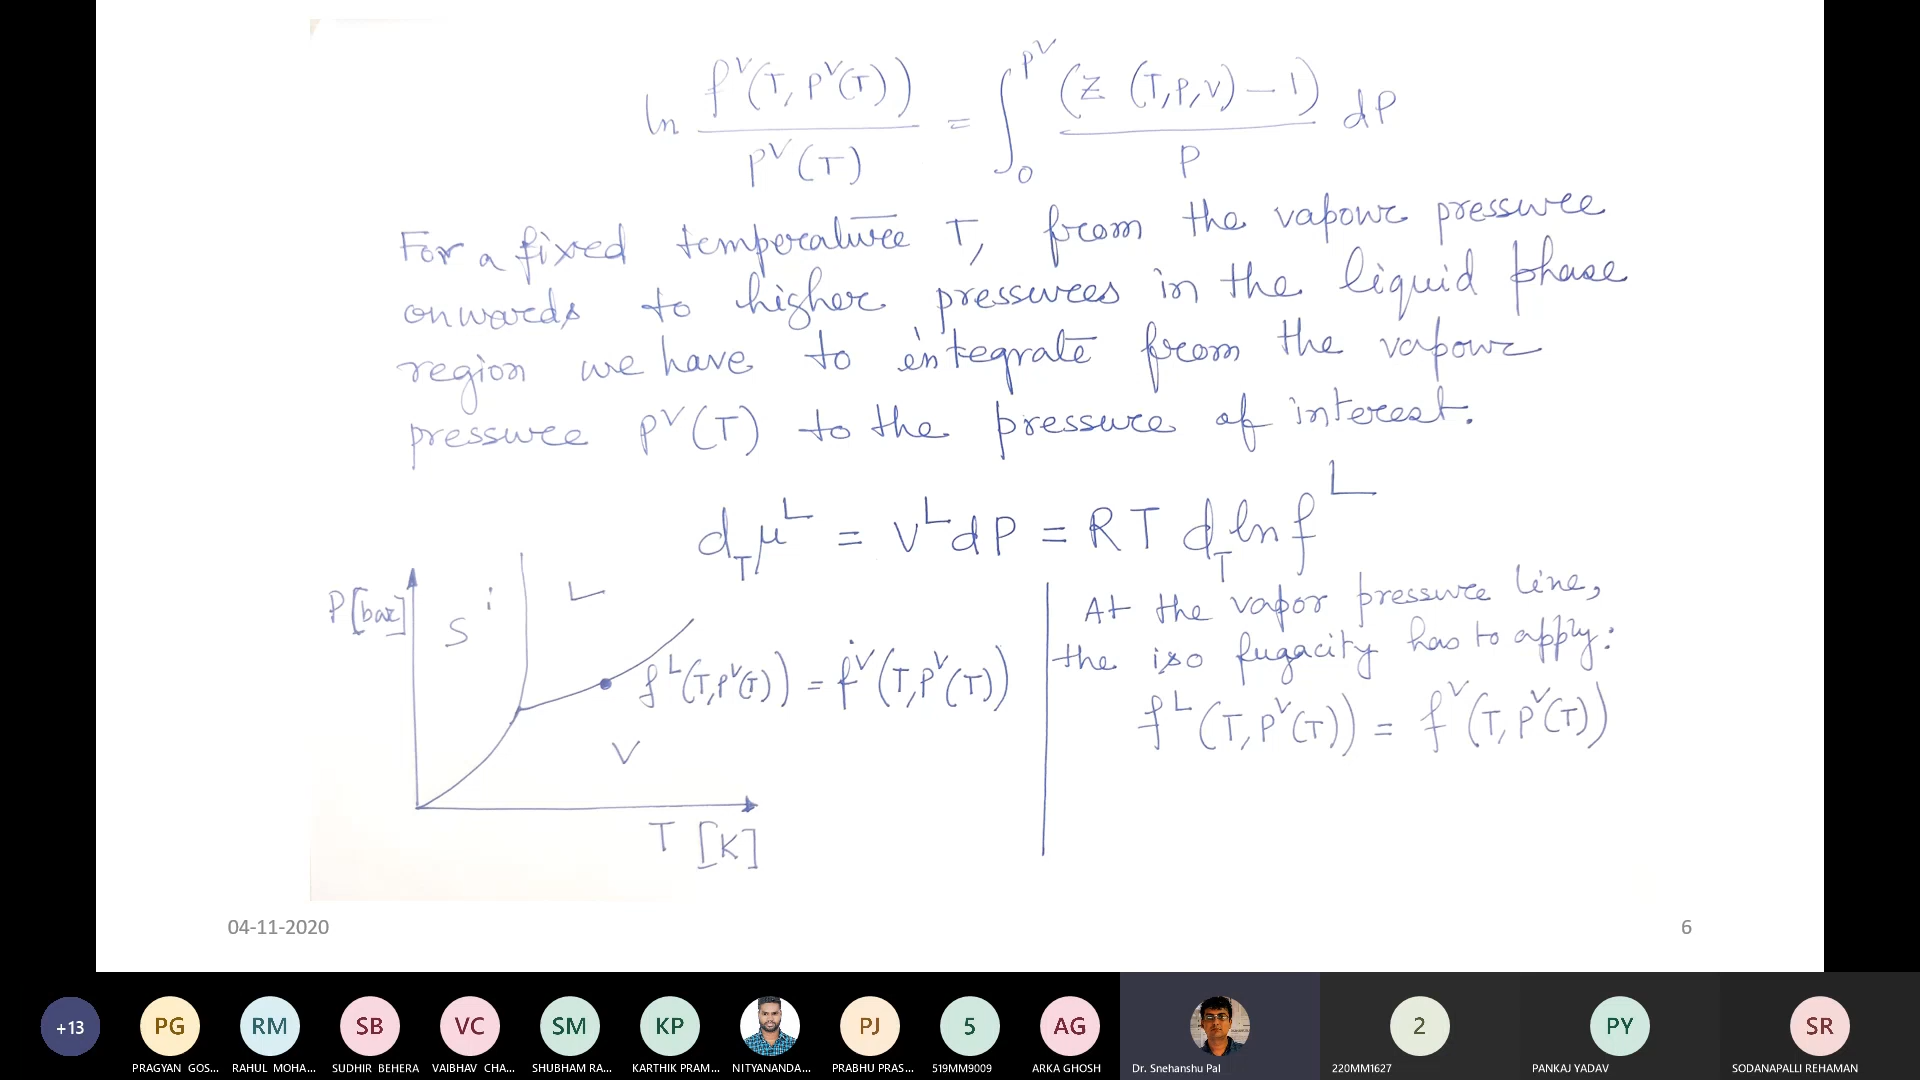 ln f^V(T, P^V(T)) / P^V(T) = ∫_0^{P^V} (Z (T,P,V) − 1) / P dP
For a fixed temperature T, from the vapour pressure
onwards to higher pressures in the liquid phase
region we have to integrate from the vapour
pressure P^V(T) to the pressure of interest.
d_T μ^L = V^L dP = RT d_T ln f^L
P[bar]
S
L
f^L(T,P^V(T)) = f^V(T,P^V(T))
V
T [K]
At the vapor pressure line,
the iso fugacity has to apply:
f^L(T,P^V(T)) = f^V(T,P^V(T))
04-11-2020
6
+13
PG
RM
SB
VC
SM
KP
PJ
5
AG
2
PY
SR
PRAGYAN GOS...
RAHUL MOHA...
SUDHIR BEHERA
VAIBHAV CHA...
SHUBHAM RA...
KARTHIK PRAM...
NITYANANDA...
PRABHU PRAS...
519MM9009
ARKA GHOSH
Dr. Snehanshu Pal
220MM1627
PANKAJ YADAV
SODANAPALLI REHAMAN